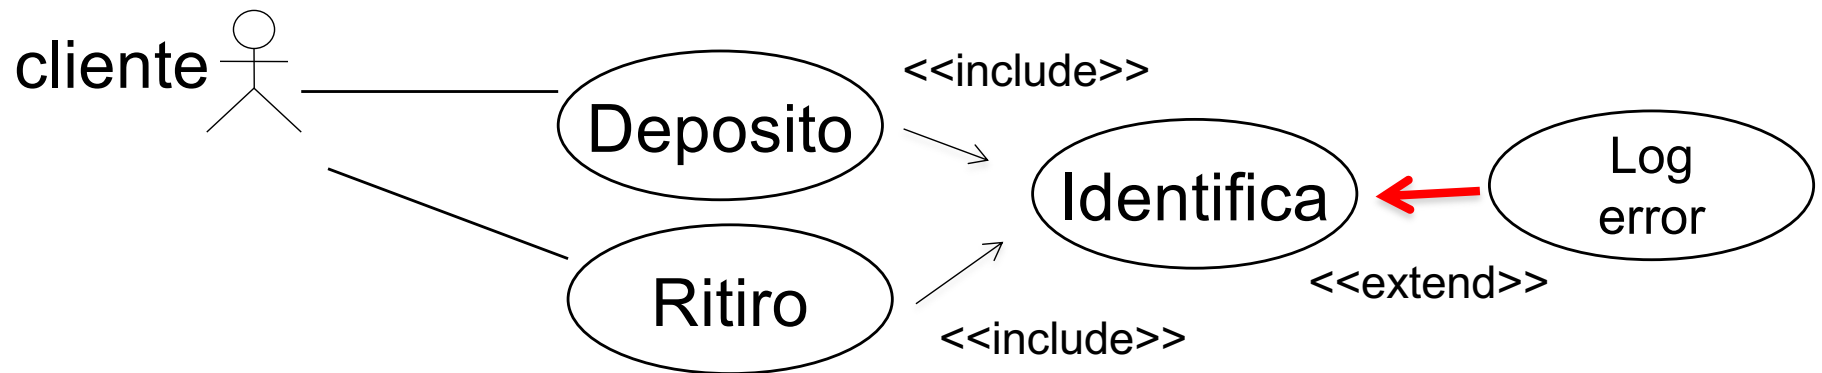 cliente
Deposito
<<include>>
Identifica
Log
error
<<extend>>
Ritiro
<<include>>